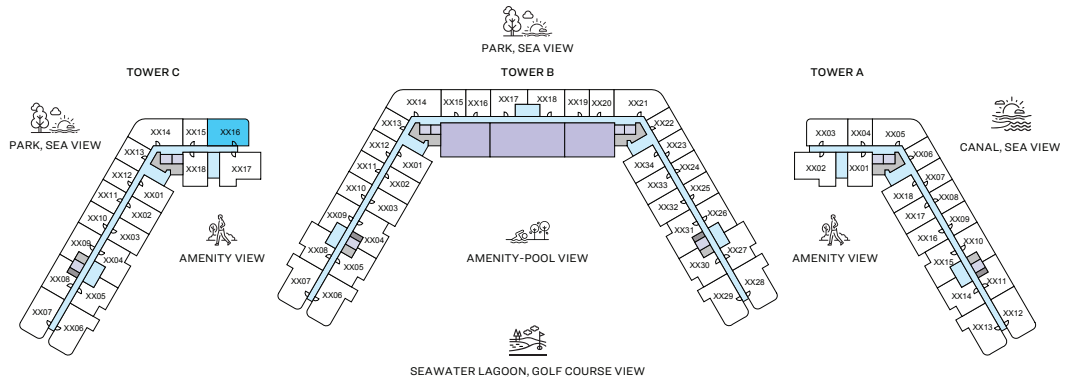 PARK, SEA VIEW
TOWER C
TOWER B
TOWER A
PARK, SEA VIEW
CANAL, SEA VIEW
XX14
XX15
XX16
XX13
XX12
XX11
XX10
XX09
XX08
XX07
XX18
XX17
XX01
XX02
XX03
XX04
XX05
XX06
XX14
XX15
XX16
XX17
XX18
XX19
XX20
XX21
XX13
XX12
XX11
XX10
XX09
XX08
XX07
XX01
XX02
XX03
XX04
XX05
XX06
XX22
XX23
XX24
XX25
XX26
XX27
XX28
XX34
XX33
XX32
XX31
XX30
XX29
XX03
XX04
XX05
XX02
XX01
XX06
XX07
XX08
XX09
XX10
XX11
XX12
XX18
XX17
XX16
XX15
XX14
XX13
AMENITY VIEW
AMENITY-POOL VIEW
AMENITY VIEW
SEAWATER LAGOON, GOLF COURSE VIEW